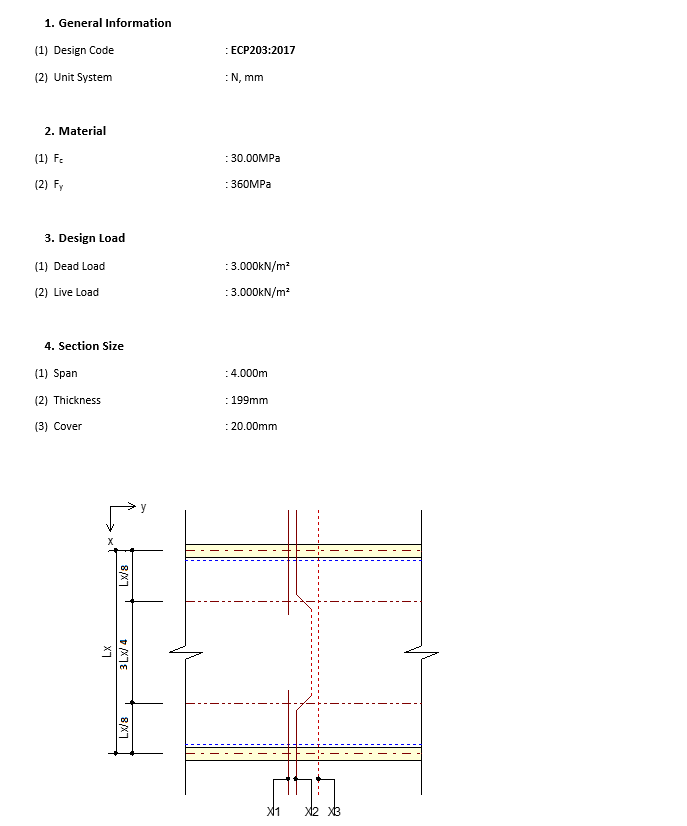 1. General Information
(1) Design Code : ECP203:2017
(2) Unit System : N, mm
2. Material
(1) Fc : 30.00MPa
(2) Fy : 360MPa
3. Design Load
(1) Dead Load : 3.000kN/m²
(2) Live Load : 3.000kN/m²
4. Section Size
(1) Span : 4.000m
(2) Thickness : 199mm
(3) Cover : 20.00mm
y
x
Lx/8
Lx
3Lx/4
Lx/8
X1 X2 X3